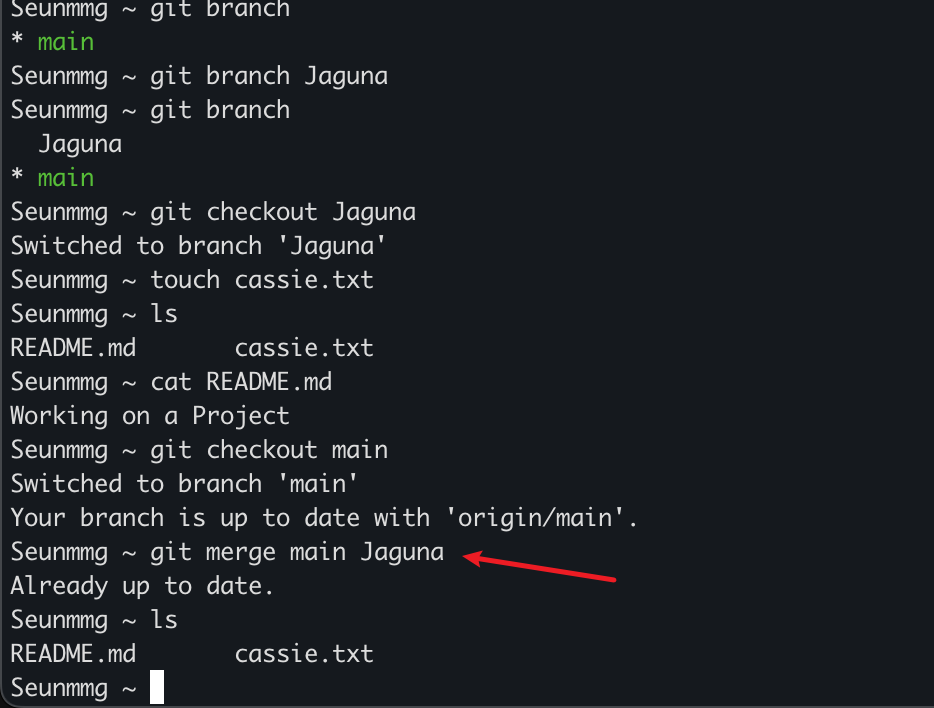 Seunmmg ~ git branch
* main
Seunmmg ~ git branch Jaguna
Seunmmg ~ git branch
  Jaguna
* main
Seunmmg ~ git checkout Jaguna
Switched to branch 'Jaguna'
Seunmmg ~ touch cassie.txt
Seunmmg ~ ls
README.md       cassie.txt
Seunmmg ~ cat README.md
Working on a Project
Seunmmg ~ git checkout main
Switched to branch 'main'
Your branch is up to date with 'origin/main'.
Seunmmg ~ git merge main Jaguna
Already up to date.
Seunmmg ~ ls
README.md       cassie.txt
Seunmmg ~